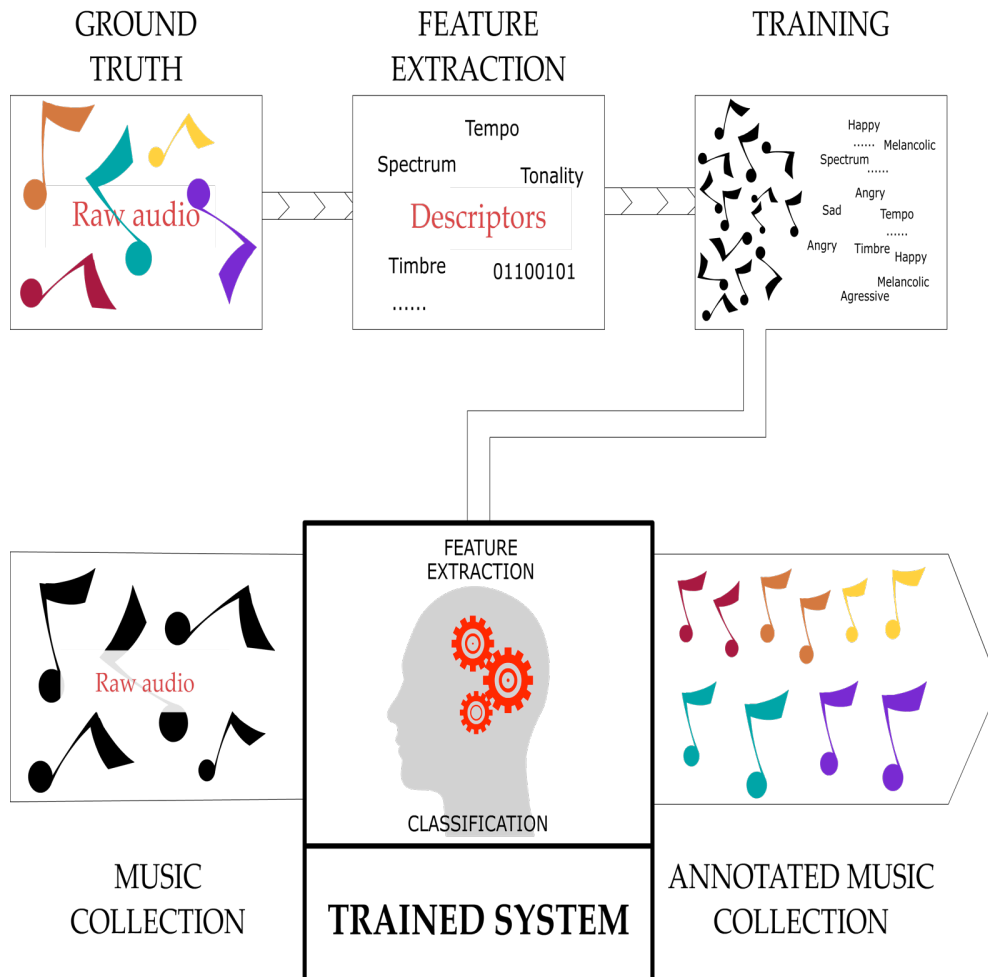 GROUND
TRUTH
FEATURE
EXTRACTION
TRAINING
Raw audio
Tempo
Spectrum
Tonality
Descriptors
Timbre
01100101
......
Happy
......
Melancolic
Spectrum
......
Angry
Sad
Tempo
......
Angry
Timbre
Happy
Melancolic
Agressive
FEATURE
EXTRACTION
Raw audio
CLASSIFICATION
MUSIC
COLLECTION
TRAINED SYSTEM
ANNOTATED MUSIC
COLLECTION